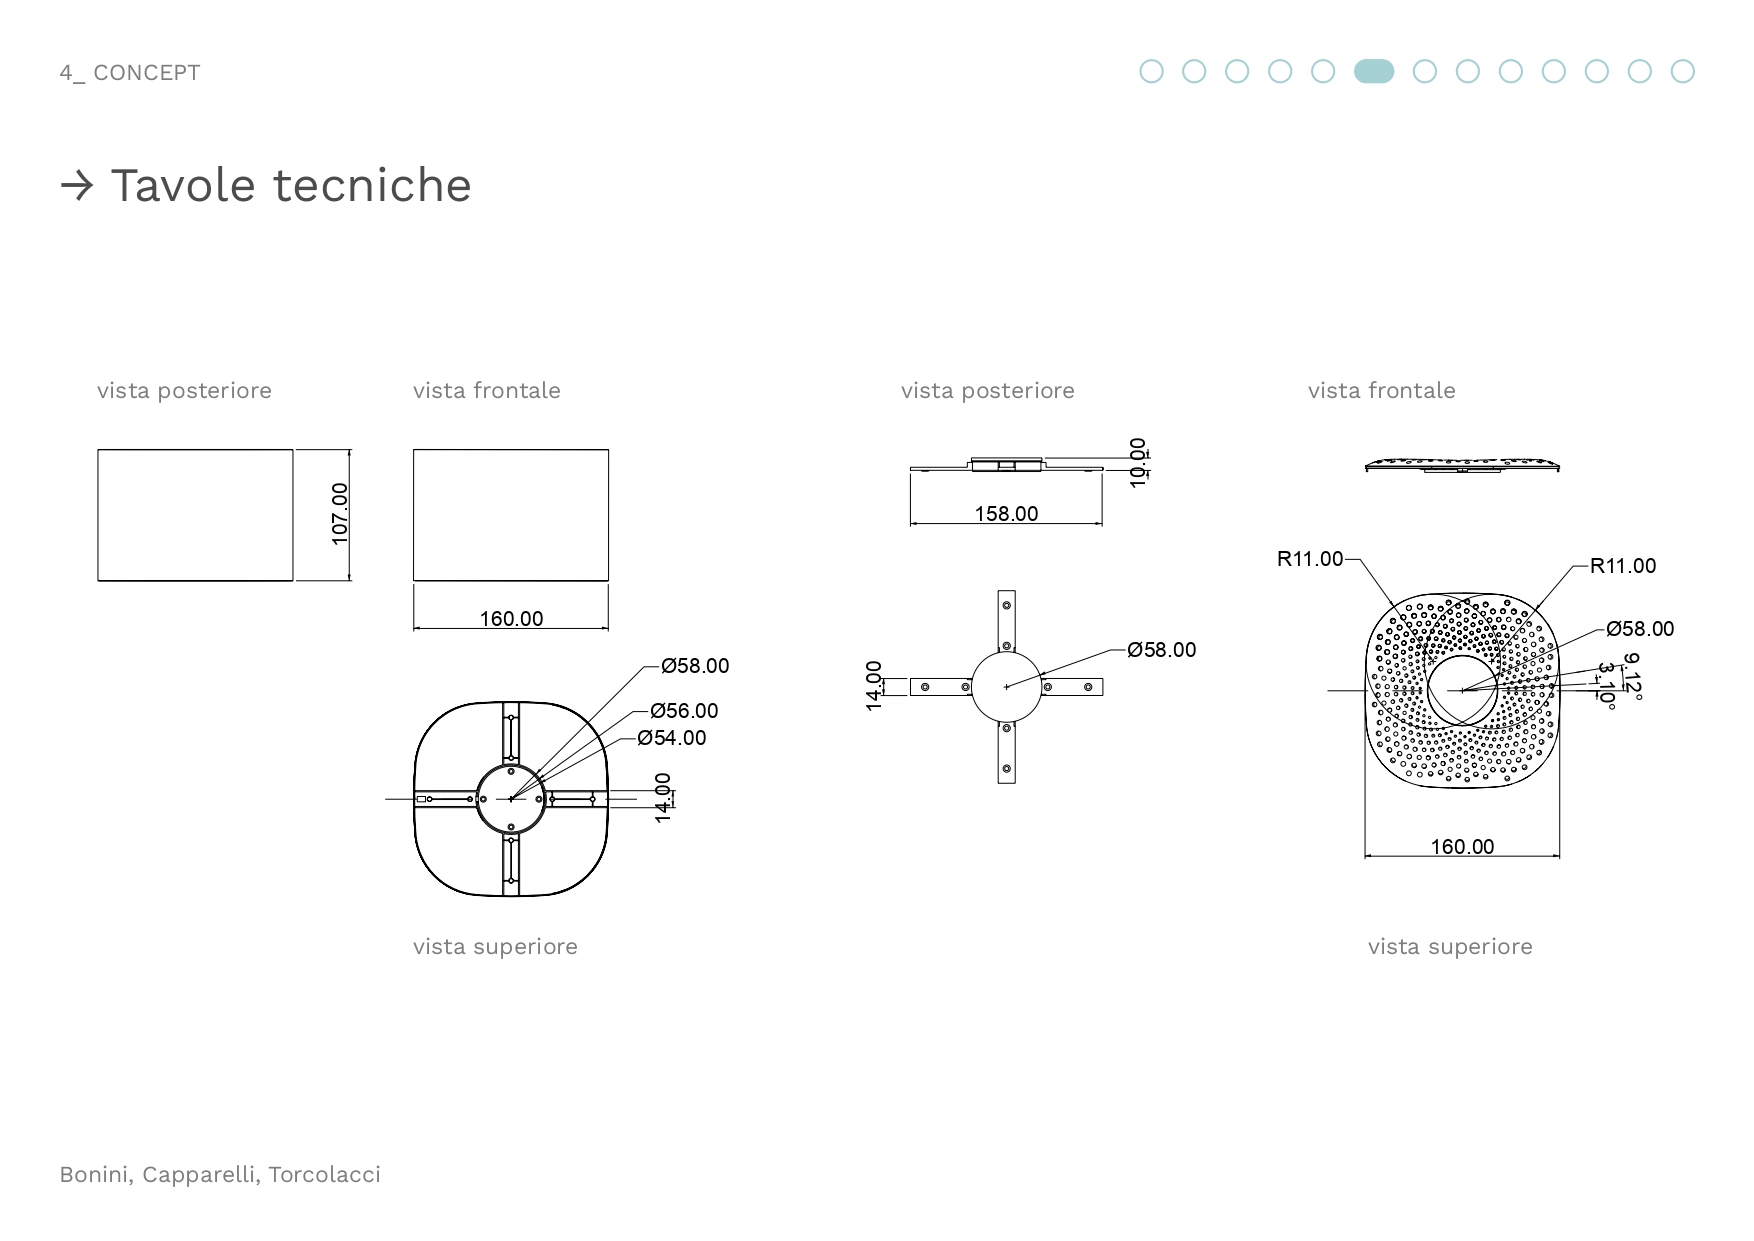 4_ CONCEPT
→ Tavole tecniche
vista posteriore
vista frontale
vista posteriore
vista frontale
107.00
160.00
Ø58.00
Ø56.00
Ø54.00
14.00
vista superiore
10.00
158.00
Ø58.00
14.00
R11.00
R11.00
Ø58.00
9.12°
3.10°
160.00
vista superiore
Bonini, Capparelli, Torcolacci